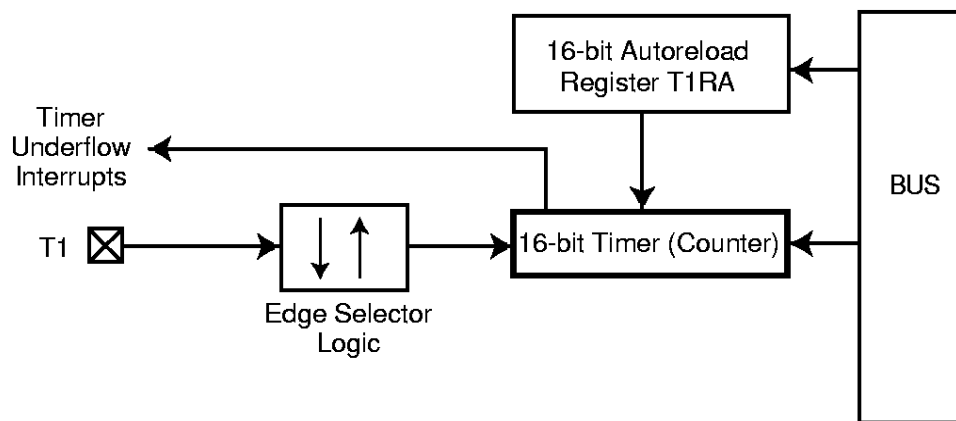 16-bit Autoreload
Register T1RA
Timer
Underflow
Interrupts
BUS
T1
16-bit Timer (Counter)
Edge Selector
Logic